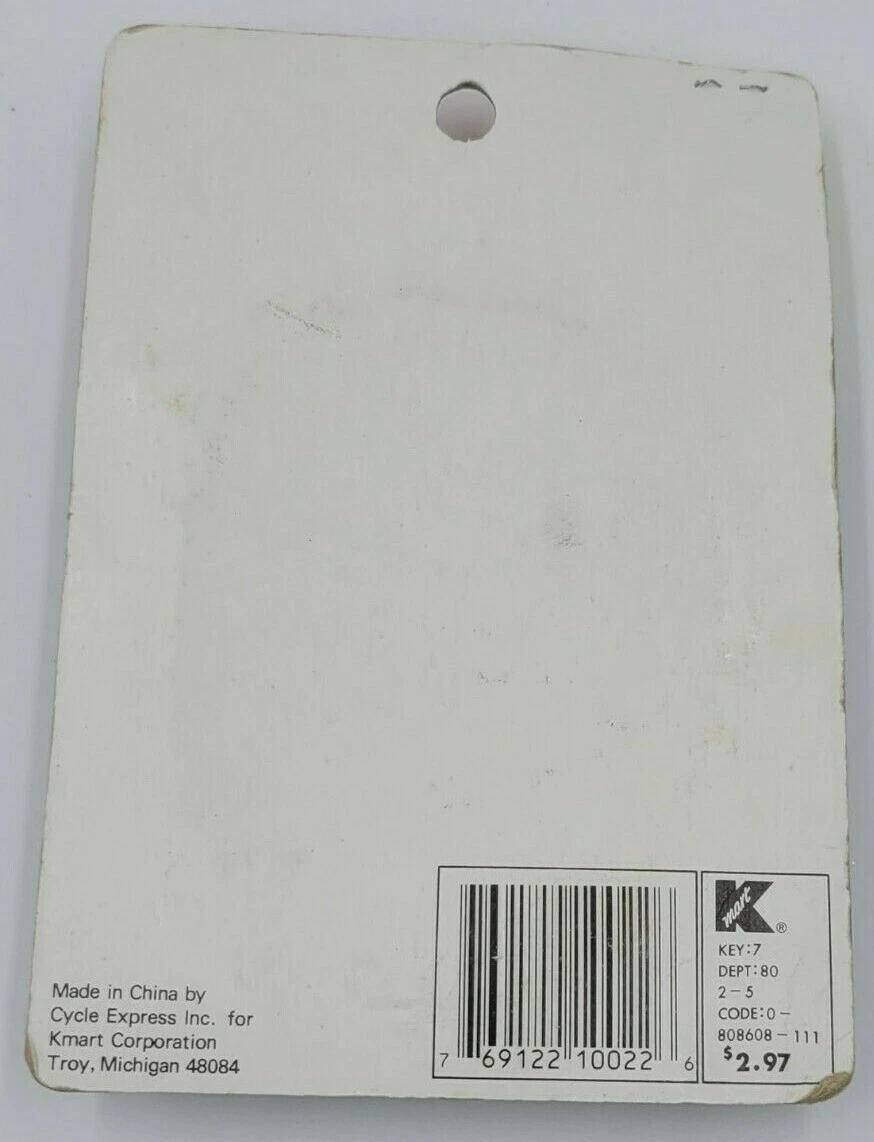 Made in China by
Cycle Express Inc. for
Kmart Corporation
Troy, Michigan 48084
7 69122 10022 6
K mart ®
KEY:7
DEPT:80
2-5
CODE:0-
808608-111
$2.97